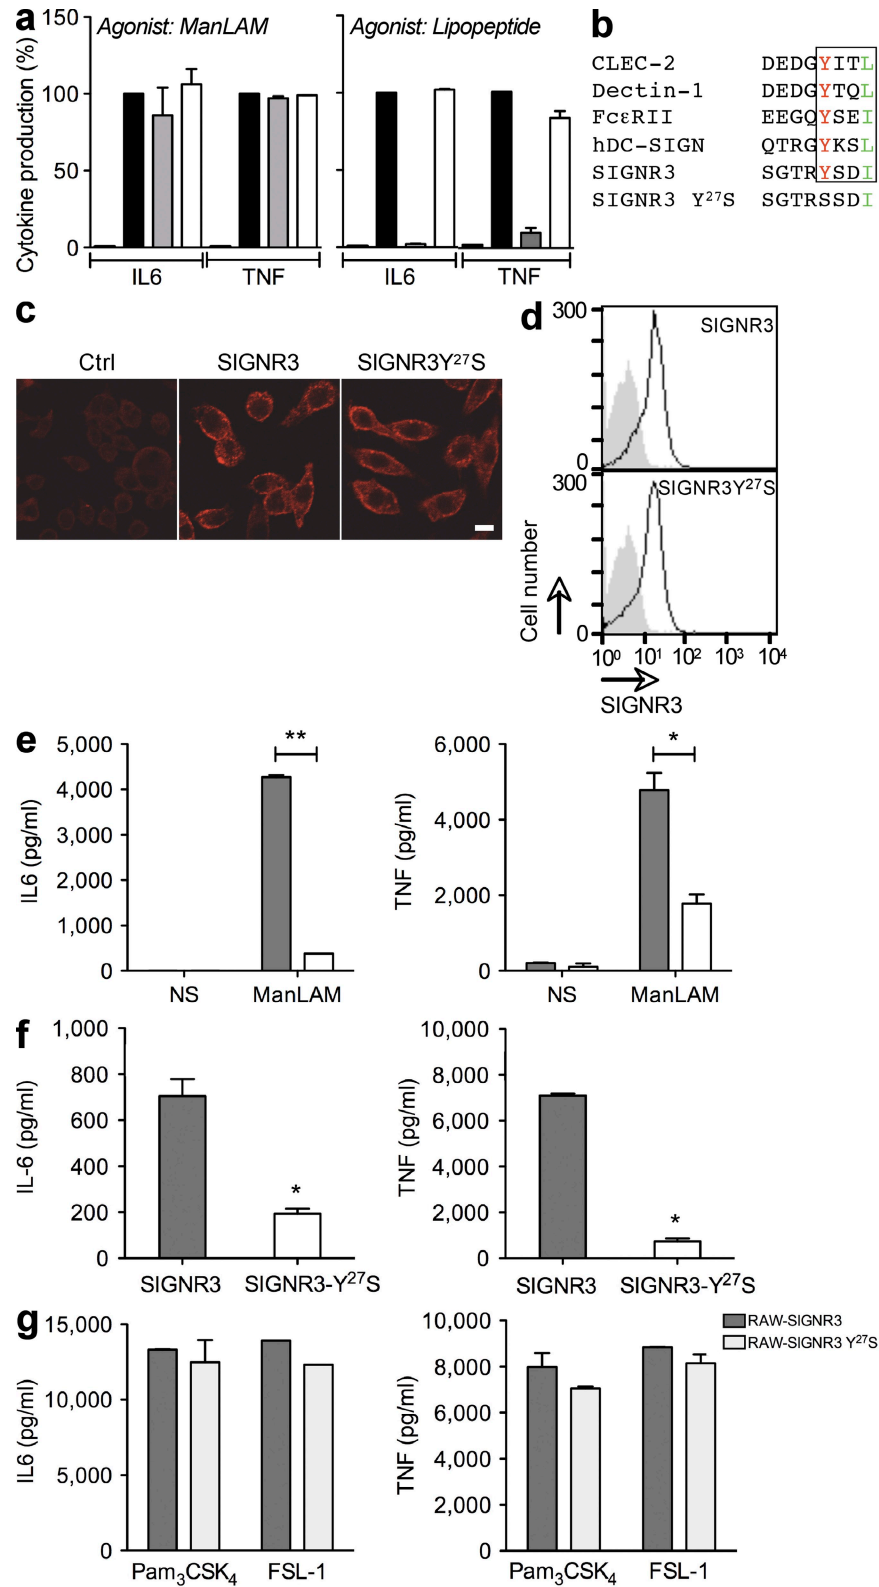 a
Cytokine production (%)
150
100
50
0
Agonist: ManLAM
Agonist: Lipopeptide
IL6
TNF
IL6
TNF
b
CLEC-2 DEDGYITL
Dectin-1 DEDGYTQL
FcεRII EEGQYSEI
hDC-SIGN QTRGYKSL
SIGNR3 SGTRYSDI
SIGNR3 Y27S SGTRSSDI
c
Ctrl
SIGNR3
SIGNR3Y27S
d
300
SIGNR3
0
300
SIGNR3Y27S
0
Cell number
10⁰ 10¹ 10² 10³ 10⁴
SIGNR3
e
IL6 (pg/ml)
5,000
4,000
3,000
2,000
1,000
0
**
NS
ManLAM
TNF (pg/ml)
6,000
4,000
2,000
0
*
NS
ManLAM
f
IL-6 (pg/ml)
1,000
800
600
400
200
0
*
SIGNR3
SIGNR3-Y27S
TNF (pg/ml)
10,000
8,000
6,000
4,000
2,000
0
*
SIGNR3
SIGNR3-Y27S
g
IL6 (pg/ml)
15,000
10,000
5,000
0
Pam3CSK4
FSL-1
TNF (pg/ml)
10,000
8,000
6,000
4,000
2,000
0
Pam3CSK4
FSL-1
RAW-SIGNR3
RAW-SIGNR3 Y27S